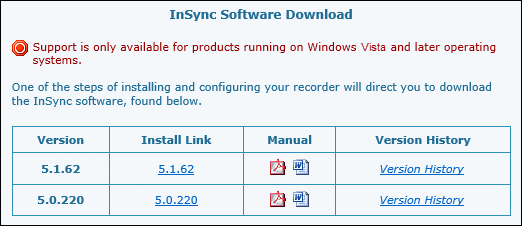 InSync Software Download
Support is only available for products running on Windows Vista and later operating
systems.
One of the steps of installing and configuring your recorder will direct you to download
the InSync software, found below.
Version Install Link Manual Version History
5.1.62 5.1.62 Version History
5.0.220 5.0.220 Version History